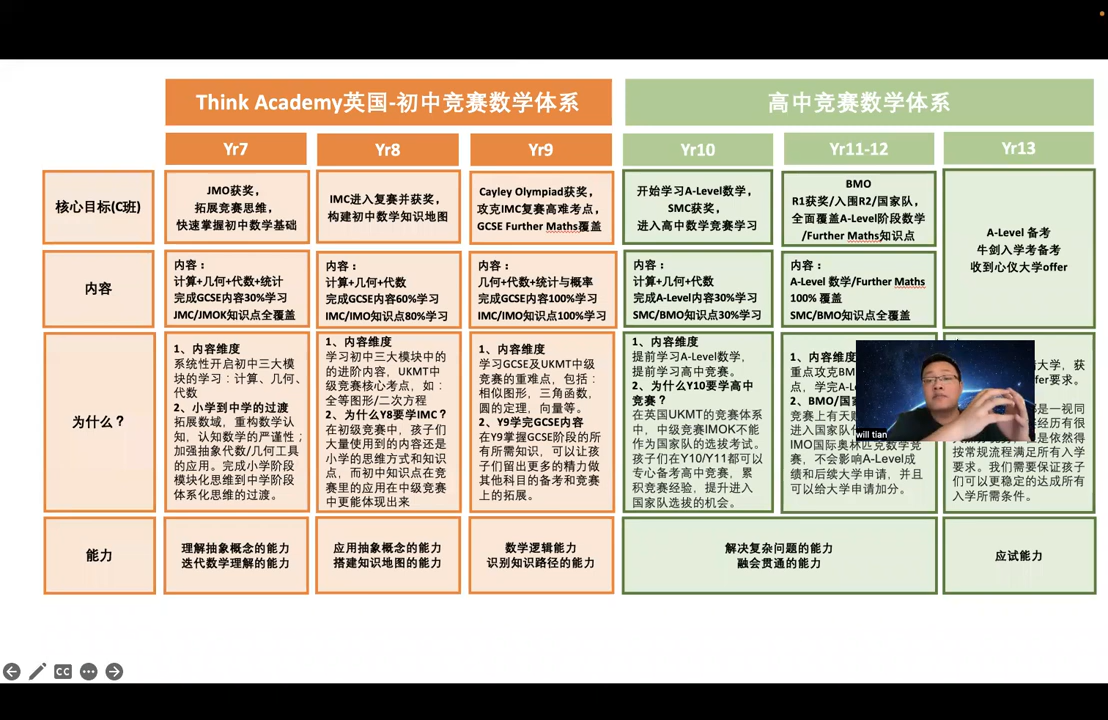 Think Academy英国-初中竞赛数学体系
高中竞赛数学体系
Yr7
Yr8
Yr9
Yr10
Yr11-12
Yr13
核心目标(C班)
JMO获奖，
拓展竞赛思维，
快速掌握初中数学基础
IMC进入复赛并获奖，
构建初中数学知识地图
Cayley Olympiad获奖，
攻克IMC复赛高难考点，
GCSE Further Maths覆盖
开始学习A-Level数学，
SMC获奖，
进入高中数学竞赛学习
BMO
R1获奖/入围R2/国家队，
全面覆盖A-Level阶段数学
/Further Maths知识点
A-Level 备考
牛剑入学考备考
收到心仪大学offer
内容
内容：
计算+几何+代数+统计
完成GCSE内容30%学习
JMC/JMOK知识点全覆盖
内容：
计算+几何+代数
完成GCSE内容60%学习
IMC/IMO知识点80%学习
内容：
几何+代数+统计与概率
完成GCSE内容100%学习
IMC/IMO知识点100%学习
内容：
计算+几何+代数
完成A-Level内容30%学习
SMC/BMO知识点30%学习
内容：
A-Level 数学/Further Maths
100% 覆盖
SMC/BMO知识点全覆盖
为什么？
1、内容维度
系统性开启初中三大模
块的学习：计算、几何、
代数
2、小学到中学的过渡
拓展数域，重构数学认
知，认知数学的严谨性；
加强抽象代数/几何工具
的应用。完成小学阶段
模块化思维到中学阶段
体系化思维的过渡。
1、内容维度
学习初中三大模块中的
的进阶内容，UKMT中
级竞赛核心考点，如：
全等图形/二次方程
2、为什么Y8要学IMC？
在初级竞赛中，孩子们
大量使用到的内容还是
小学的思维方式和知识
点，而初中知识点在竞
赛里的应用在中级竞赛
中更能体现出来
1、内容维度
学习GCSE及UKMT中级
竞赛的重难点，包括：
相似图形，三角函数，
圆的定理，向量等。
2、Y9学完GCSE内容
在Y9掌握GCSE阶段的所
有所需知识，可以让孩
子们留出更多的精力做
其他科目的备考和竞赛
上的拓展。
1、内容维度
提前学习A-Level数学，
提前学习高中竞赛。
2、为什么Y10要学高中
竞赛？
在英国UKMT的竞赛体系
中，中级竞赛IMOK不能
作为国家队的选拔考试。
孩子们在Y10/Y11都可以
专心备考高中竞赛，累
积竞赛经验，提升进入
国家队选拔的机会。
1、内容维
重点攻克BM
点，学完A-L
2、BMO/国
竞赛上有天
进入国家队
IMO国际奥林匹克数学竞
赛，不会影响A-Level成
绩和后续大学申请，并且
可以给大学申请加分。
大学，获
fer要求。
是一视同
经历有很
是依然得
按常规流程满足所有入学
要求。我们需要保证孩子
们可以更稳定的达成所有
入学所需条件。
will tian
能力
理解抽象概念的能力
迭代数学理解的能力
应用抽象概念的能力
搭建知识地图的能力
数学逻辑能力
识别知识路径的能力
解决复杂问题的能力
融会贯通的能力
应试能力
CC